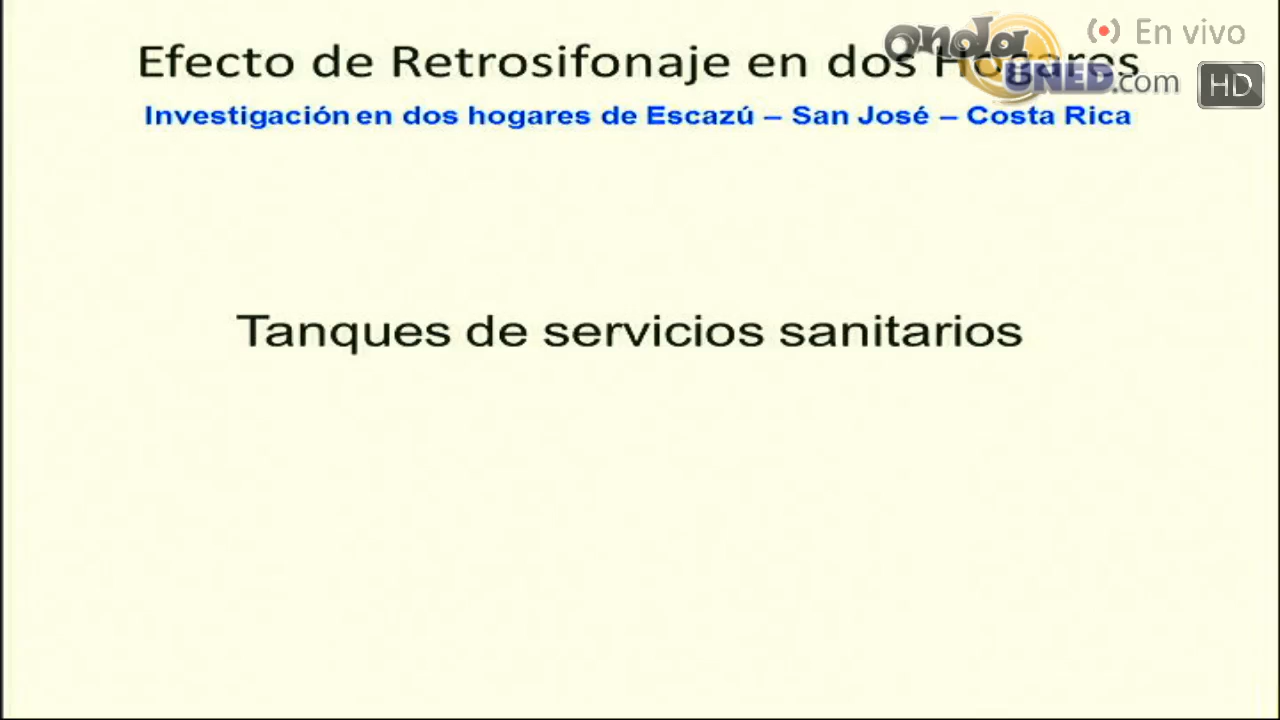 Efecto de Retrosifonaje en dos Hogares
onda
UNED.com
En vivo
HD
Investigación en dos hogares de Escazú – San José – Costa Rica
Tanques de servicios sanitarios